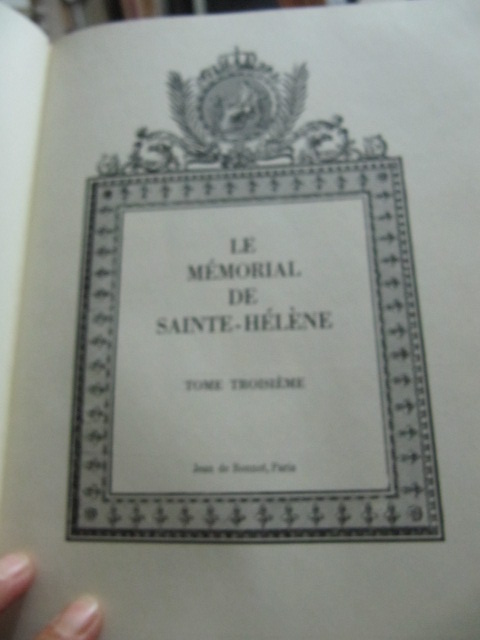 LE
MÉMORIAL
DE
SAINTE-HÉLÈNE
TOME TROISIÈME
Jean de Bonnot, Paris